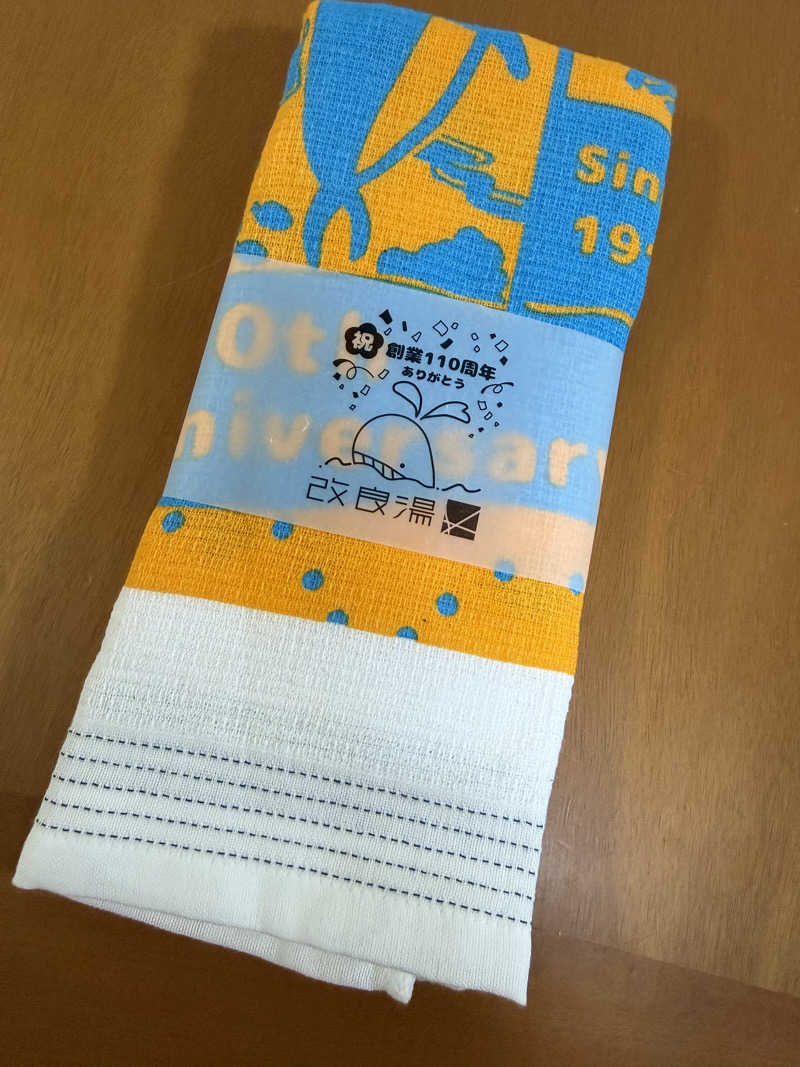 Sin
19
0th
niversary
祝
創業110周年
ありがとう
改良湯